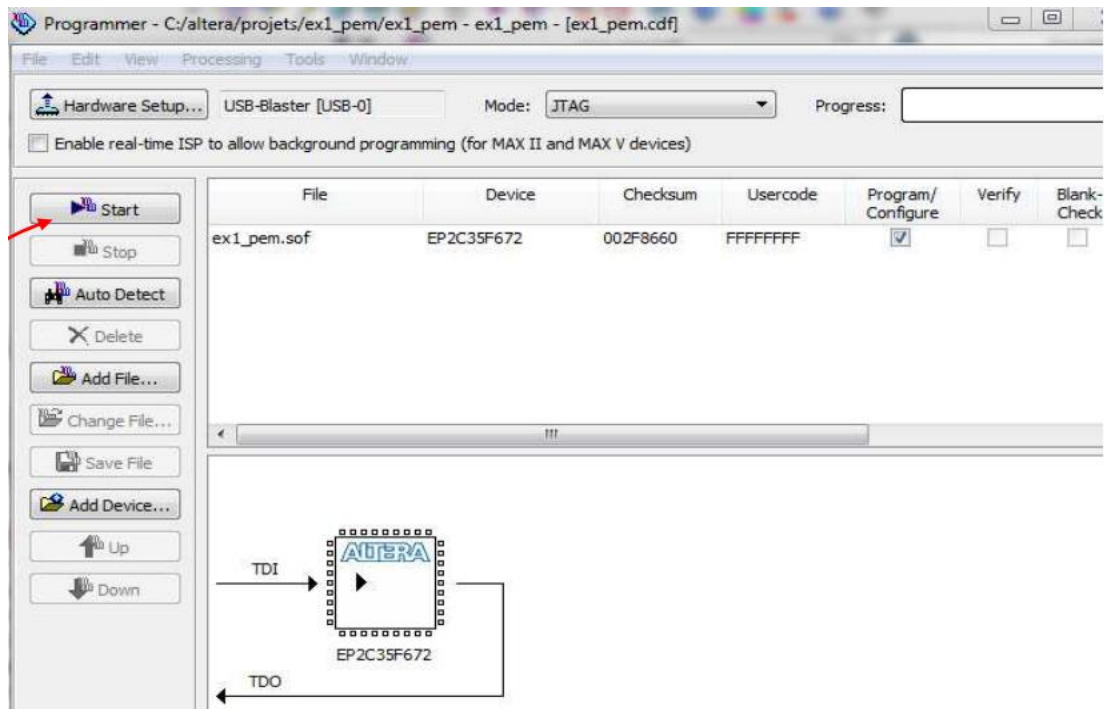 Programmer - C:/altera/projets/ex1_pem/ex1_pem - ex1_pem - [ex1_pem.cdf]
File Edit View Processing Tools Window
Hardware Setup... USB-Blaster [USB-0] Mode: JTAG Progress:
Enable real-time ISP to allow background programming (for MAX II and MAX V devices)
File Device Checksum Usercode Program/ Verify Blank-
Configure Check
ex1_pem.sof EP2C35F672 002F8660 FFFFFFFF
Start
Stop
Auto Detect
Delete
Add File...
Change File...
Save File
Add Device...
Up
Down
ALTERA
TDI
EP2C35F672
TDO